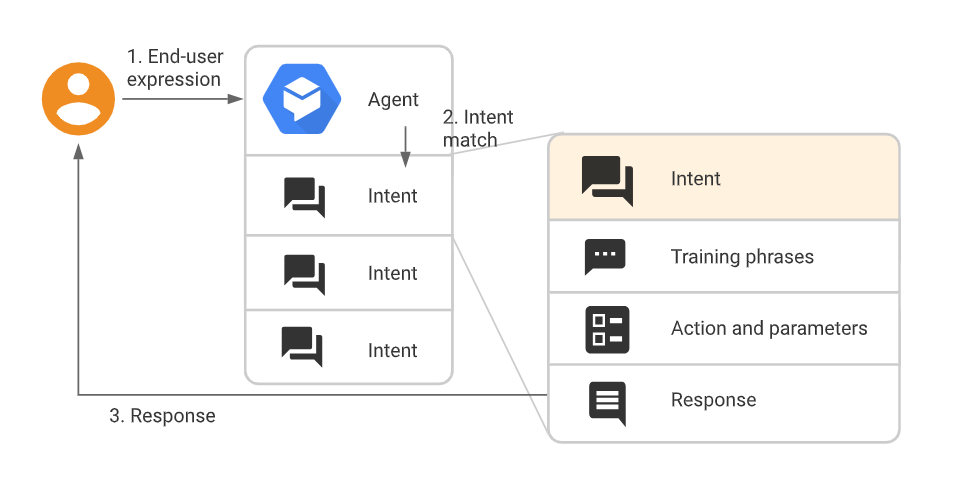 1. End-user
expression
Agent
2. Intent
match
Intent
Intent
Intent
Intent
Training phrases
Action and parameters
Response
3. Response